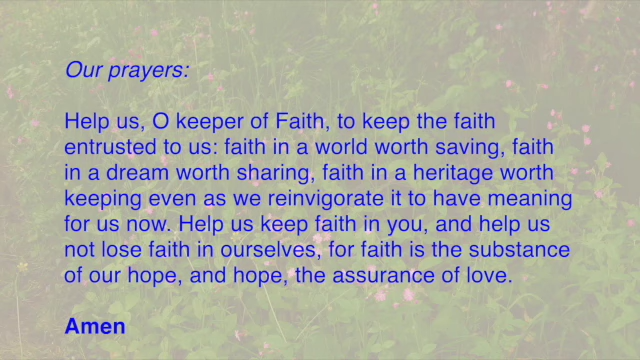 Our prayers:
Help us, O keeper of Faith, to keep the faith
entrusted to us: faith in a world worth saving, faith
in a dream worth sharing, faith in a heritage worth
keeping even as we reinvigorate it to have meaning
for us now. Help us keep faith in you, and help us
not lose faith in ourselves, for faith is the substance
of our hope, and hope, the assurance of love.
Amen